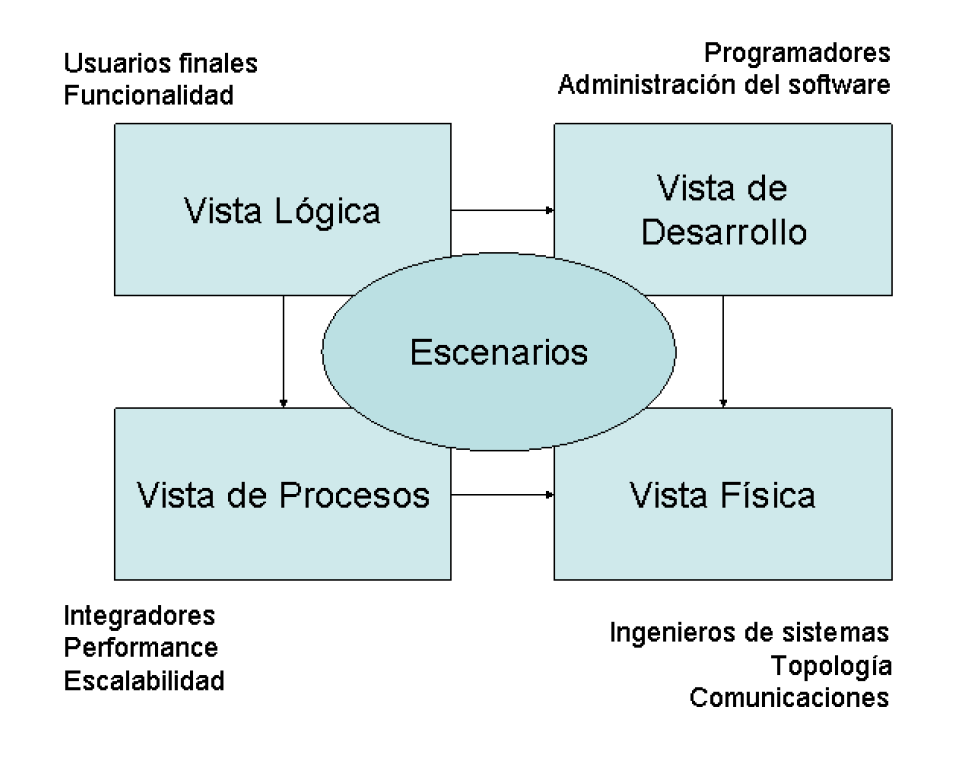 Usuarios finales
Funcionalidad
Programadores
Administración del software
Vista Lógica
Vista de
Desarrollo
Escenarios
Vista de Procesos
Vista Física
Integradores
Performance
Escalabilidad
Ingenieros de sistemas
Topología
Comunicaciones